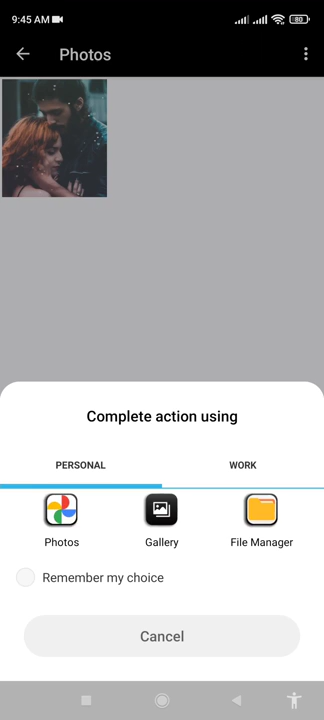 9:45 AM
80
Photos
Complete action using
PERSONAL WORK
Photos Gallery File Manager
Remember my choice
Cancel